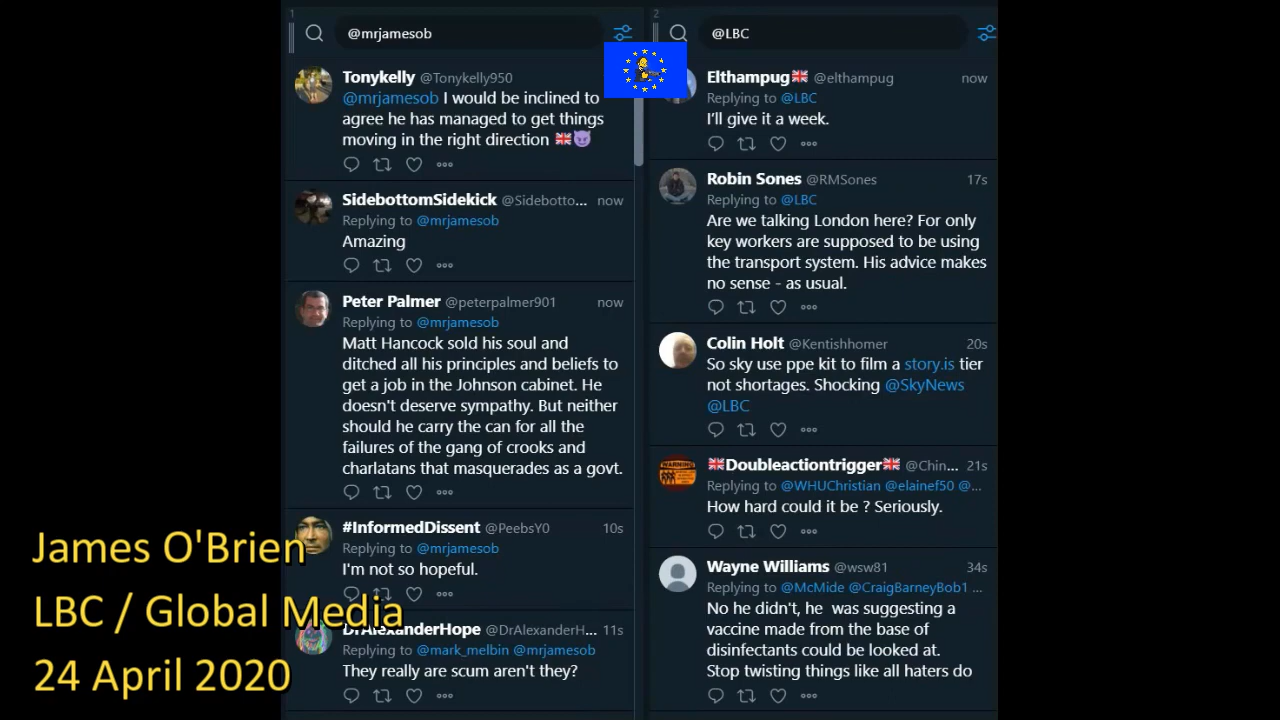 1
@mrjamesob
Tonykelly @Tonykelly950
@mrjamesob I would be inclined to
agree he has managed to get things
moving in the right direction 🇬🇧😈
SidebottomSidekick @Sidebotto... now
Replying to @mrjamesob
Amazing
Peter Palmer @peterpalmer901 now
Replying to @mrjamesob
Matt Hancock sold his soul and
ditched all his principles and beliefs to
get a job in the Johnson cabinet. He
doesn't deserve sympathy. But neither
should he carry the can for all the
failures of the gang of crooks and
charlatans that masquerades as a govt.
#InformedDissent @PeebsY0 10s
Replying to @mrjamesob
I'm not so hopeful.
DrAlexanderHope @DrAlexanderH... 11s
Replying to @mark_melbin @mrjamesob
They really are scum aren't they?
2
@LBC
Elthampug🇬🇧 @elthampug now
Replying to @LBC
I'll give it a week.
Robin Sones @RMSones 17s
Replying to @LBC
Are we talking London here? For only
key workers are supposed to be using
the transport system. His advice makes
no sense - as usual.
Colin Holt @Kentishhomer 20s
So sky use ppe kit to film a story.is tier
not shortages. Shocking @SkyNews
@LBC
🇬🇧Doubleactiontrigger🇬🇧 @Chin... 21s
Replying to @WHUChristian @elainef50 @...
How hard could it be ? Seriously.
Wayne Williams @wsw81 34s
Replying to @McMide @CraigBarneyBob1 ...
No he didn't, he  was suggesting a
vaccine made from the base of
disinfectants could be looked at.
Stop twisting things like all haters do
James O'Brien
LBC / Global Media
24 April 2020